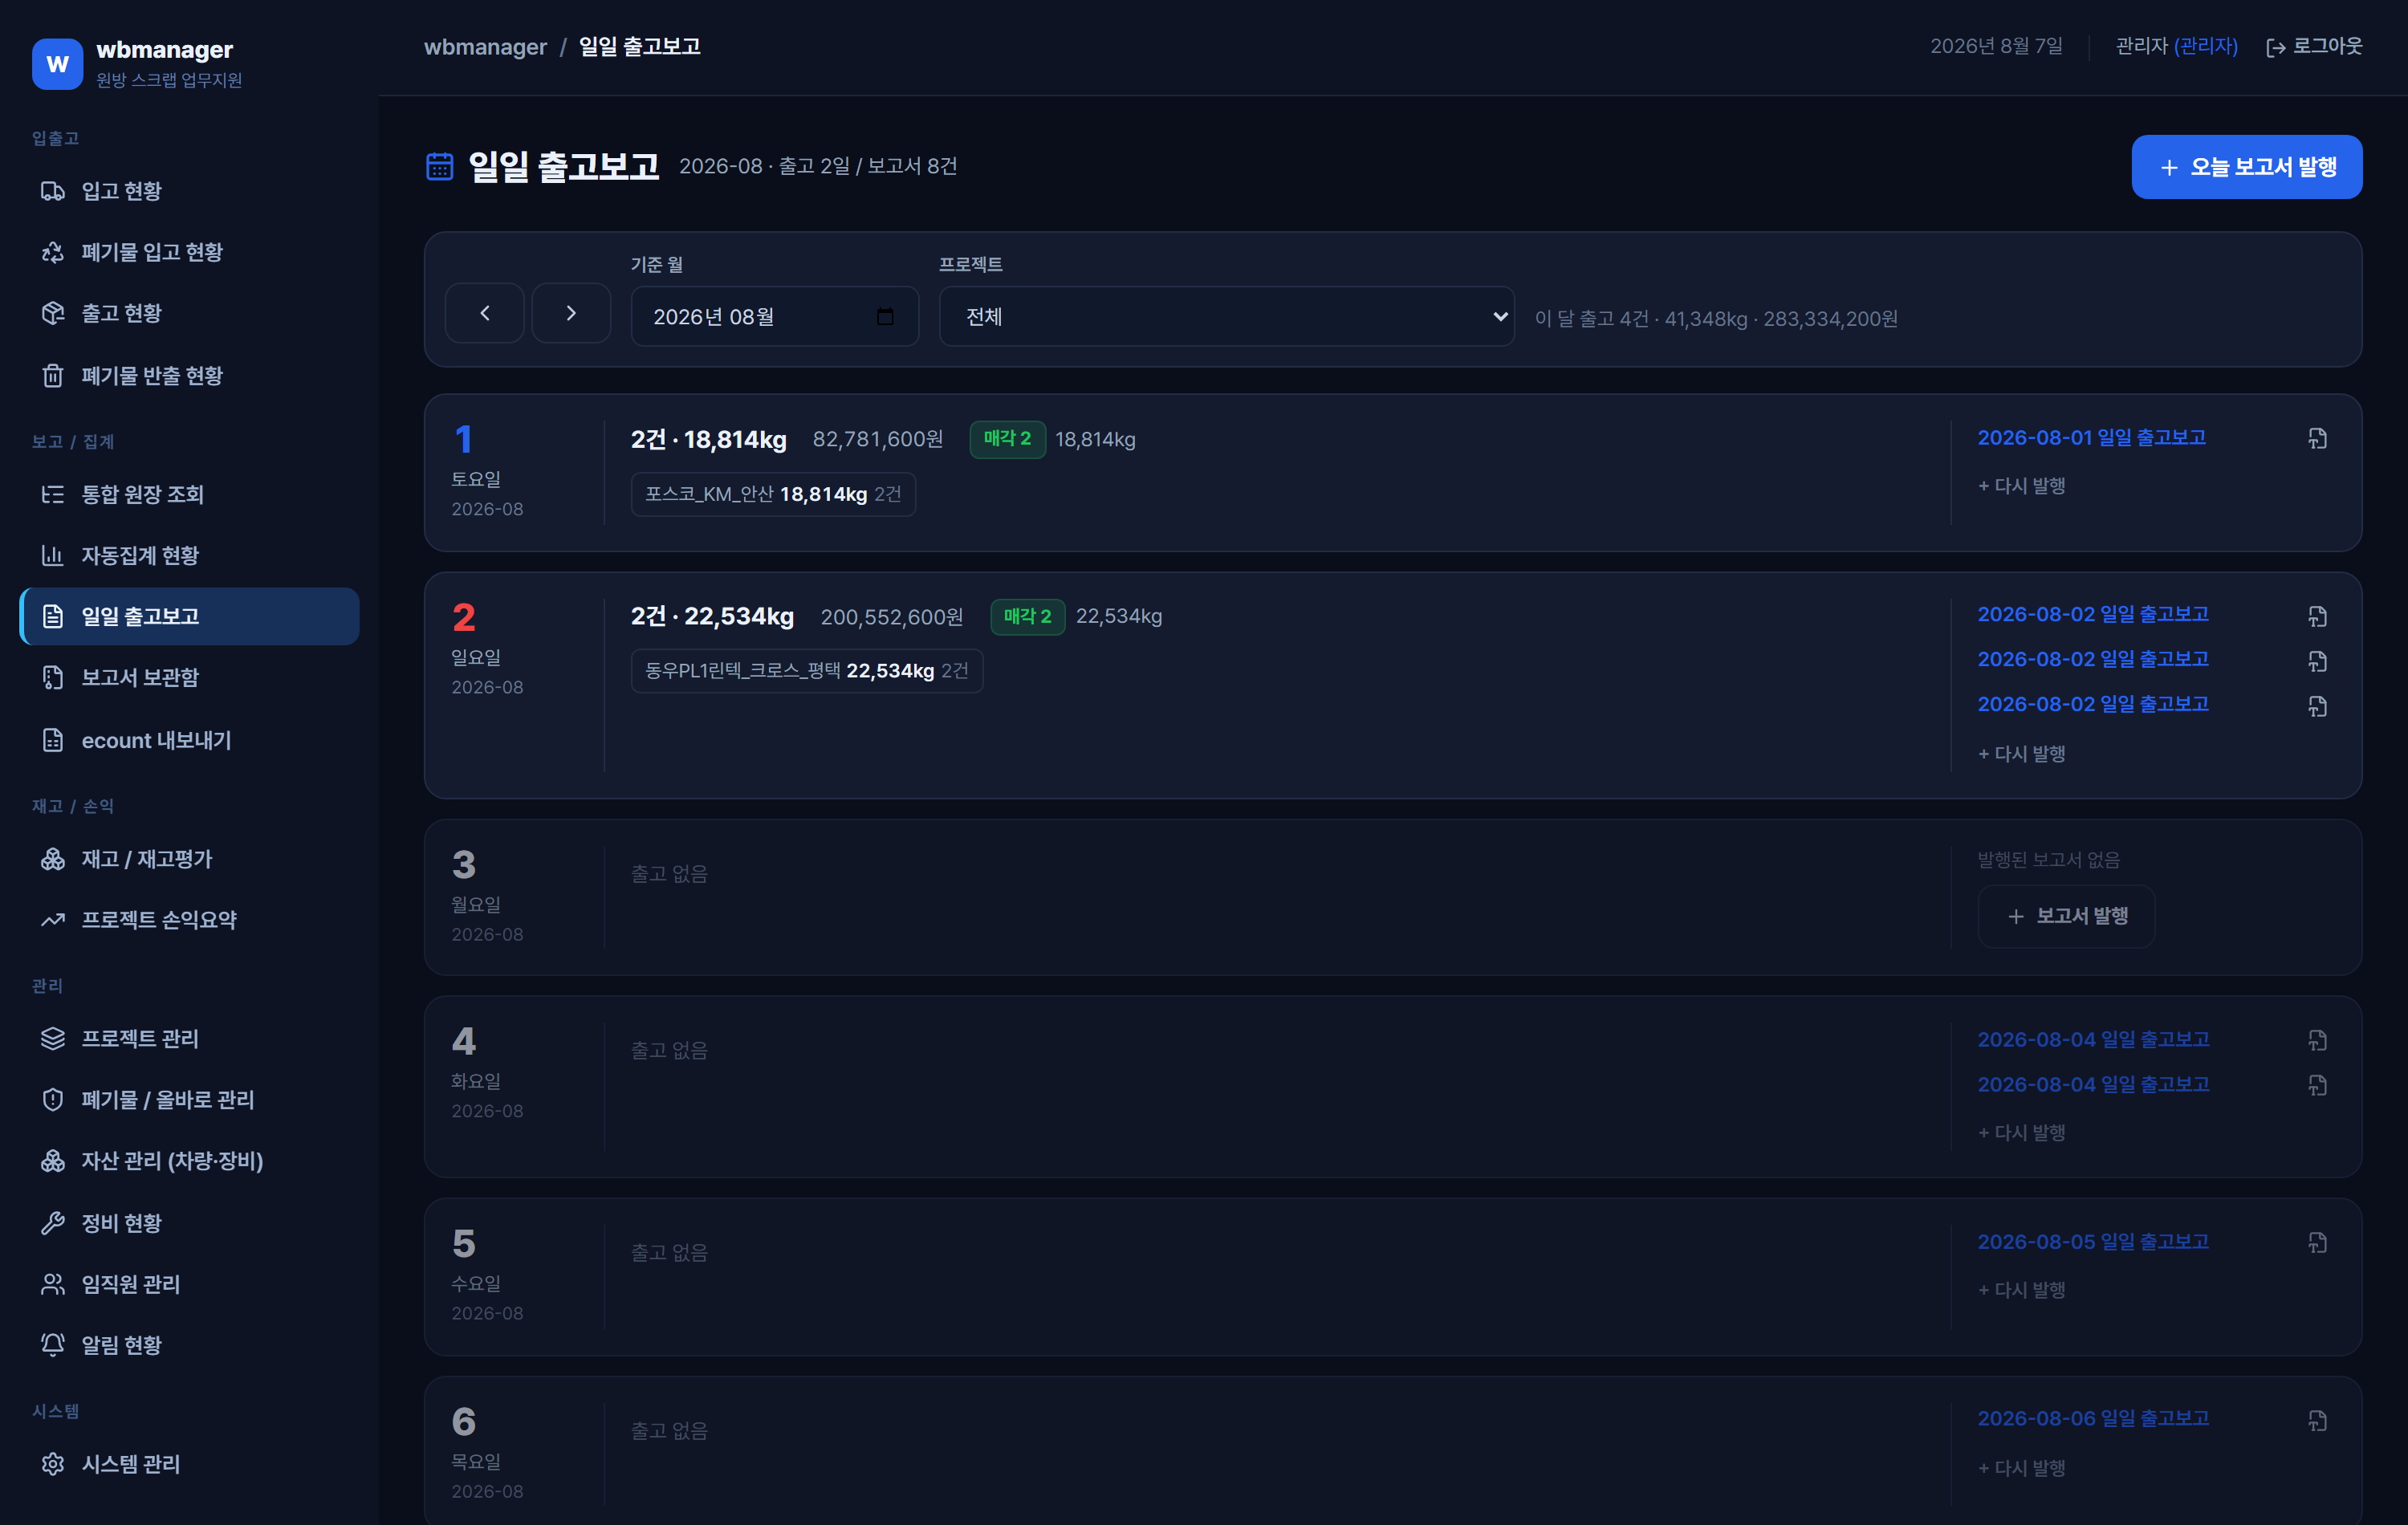 W
wbmanager
원방 스크랩 업무지원
입출고
입고 현황
폐기물 입고 현황
출고 현황
폐기물 반출 현황
보고 / 집계
통합 원장 조회
자동집계 현황
일일 출고보고
보고서 보관함
ecount 내보내기
재고 / 손익
재고 / 재고평가
프로젝트 손익요약
관리
프로젝트 관리
폐기물 / 올바로 관리
자산 관리 (차량·장비)
정비 현황
임직원 관리
알림 현황
시스템
시스템 관리
wbmanager / 일일 출고보고
2026년 8월 7일
관리자 (관리자)
로그아웃
일일 출고보고 2026-08 · 출고 2일 / 보고서 8건
+ 오늘 보고서 발행
기준 월
2026년 08월
프로젝트
전체
이 달 출고 4건 · 41,348kg · 283,334,200원
1
토요일
2026-08
2건 · 18,814kg 82,781,600원 매각 2 18,814kg
포스코_KM_안산 18,814kg 2건
2026-08-01 일일 출고보고
+ 다시 발행
2
일요일
2026-08
2건 · 22,534kg 200,552,600원 매각 2 22,534kg
동우PL1린텍_크로스_평택 22,534kg 2건
2026-08-02 일일 출고보고
2026-08-02 일일 출고보고
2026-08-02 일일 출고보고
+ 다시 발행
3
월요일
2026-08
출고 없음
발행된 보고서 없음
+ 보고서 발행
4
화요일
2026-08
출고 없음
2026-08-04 일일 출고보고
2026-08-04 일일 출고보고
+ 다시 발행
5
수요일
2026-08
출고 없음
2026-08-05 일일 출고보고
+ 다시 발행
6
목요일
2026-08
출고 없음
2026-08-06 일일 출고보고
+ 다시 발행